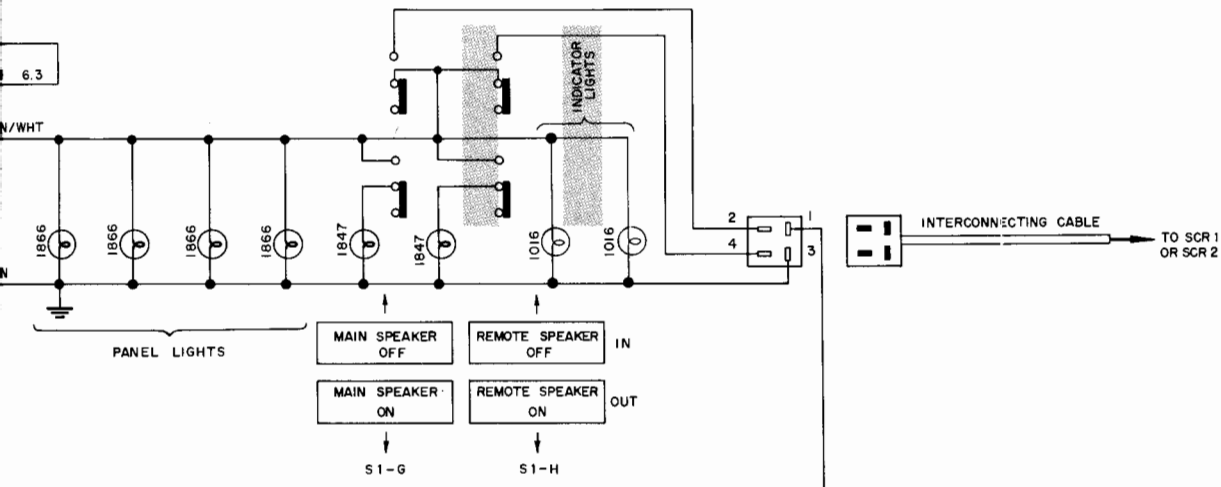 6.3
N/WHT
N
1866
1866
1866
1866
1847
1847
1016
1016
INDICATOR
LIGHTS
PANEL LIGHTS
MAIN SPEAKER
OFF
REMOTE SPEAKER
OFF
IN
MAIN SPEAKER
ON
REMOTE SPEAKER
ON
OUT
S1-G
S1-H
2
1
4
3
INTERCONNECTING CABLE
TO SCR 1
OR SCR 2